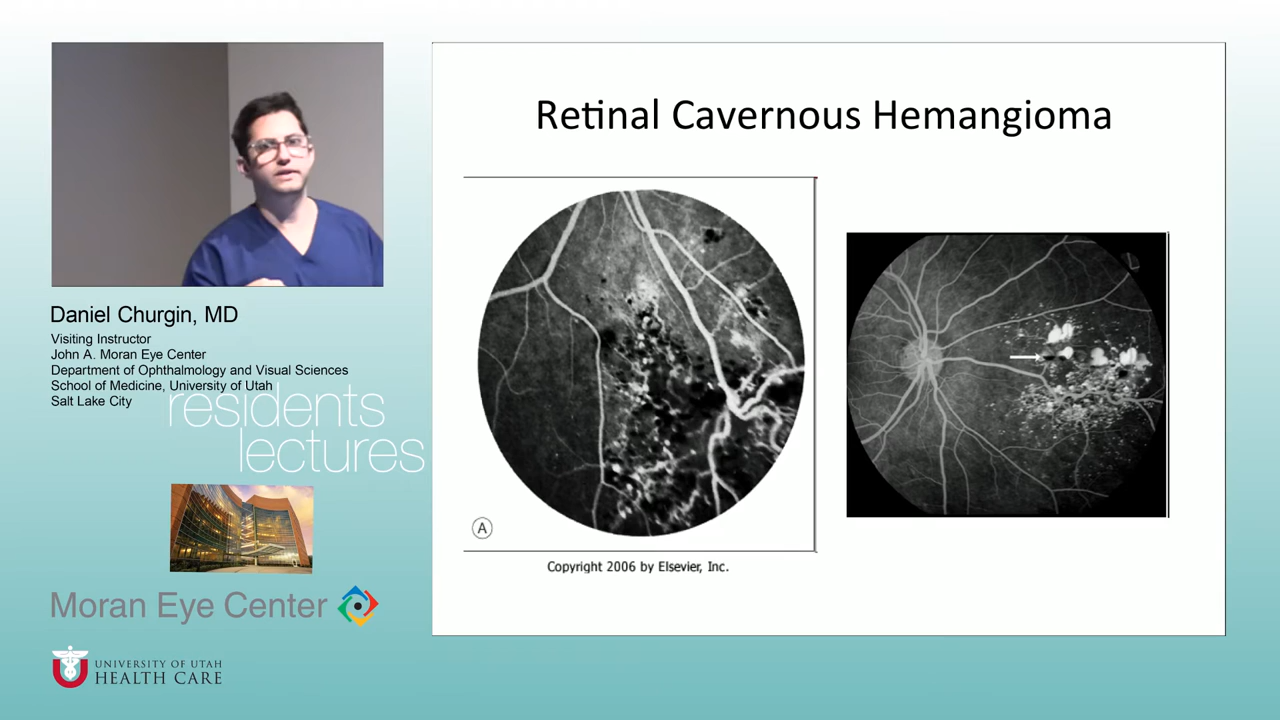 Retinal Cavernous Hemangioma
A
Copyright 2006 by Elsevier, Inc.
Daniel Churgin, MD
Visiting Instructor
John A. Moran Eye Center
Department of Ophthalmology and Visual Sciences
School of Medicine, University of Utah
Salt Lake City
residents
lectures
Moran Eye Center
UNIVERSITY OF UTAH
HEALTH CARE